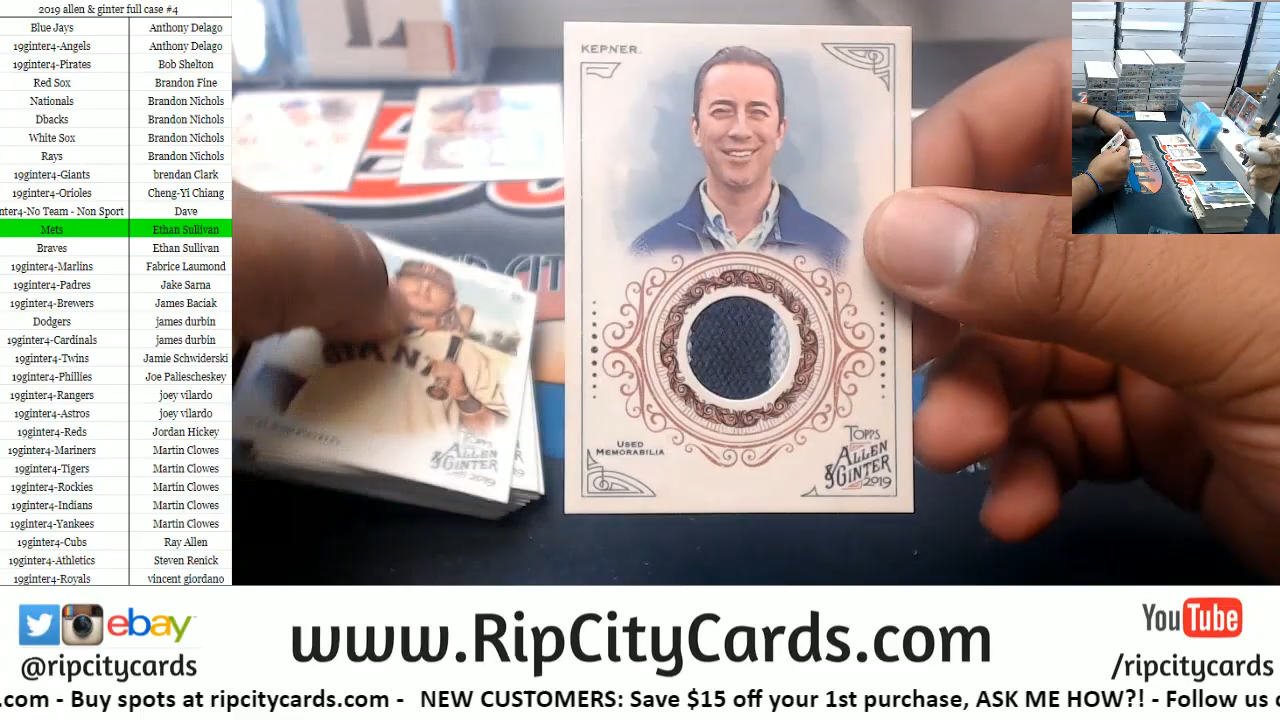 2019 allen & ginter full case #4
Blue Jays Anthony Delago
19ginter4-Angels Anthony Delago
19ginter4-Pirates Bob Shelton
Red Sox Brandon Fine
Nationals Brandon Nichols
Dbacks Brandon Nichols
White Sox Brandon Nichols
Rays Brandon Nichols
19ginter4-Giants brendan Clark
19ginter4-Orioles Cheng-Yi Chiang
nter4-No Team - Non Sport Dave
Mets Ethan Sullivan
Braves Ethan Sullivan
19ginter4-Marlins Fabrice Laumond
19ginter4-Padres Jake Sarna
19ginter4-Brewers James Baciak
Dodgers james durbin
19ginter4-Cardinals james durbin
19ginter4-Twins Jamie Schwiderski
19ginter4-Phillies Joe Paliescheskey
19ginter4-Rangers joey vilardo
19ginter4-Astros joey vilardo
19ginter4-Reds Jordan Hickey
19ginter4-Mariners Martin Clowes
19ginter4-Tigers Martin Clowes
19ginter4-Rockies Martin Clowes
19ginter4-Indians Martin Clowes
19ginter4-Yankees Martin Clowes
19ginter4-Cubs Ray Allen
19ginter4-Athletics Steven Renick
19ginter4-Royals vincent giordano
KEPNER
USED
MEMORABILIA
TOPPS
ALLEN
& GINTER
2019
TOPPS
ALLEN
& GINTER
2019
ebay
@ripcitycards
www.RipCityCards.com
YouTube
/ripcitycards
.com - Buy spots at ripcitycards.com - NEW CUSTOMERS: Save $15 off your 1st purchase, ASK ME HOW?! - Follow us